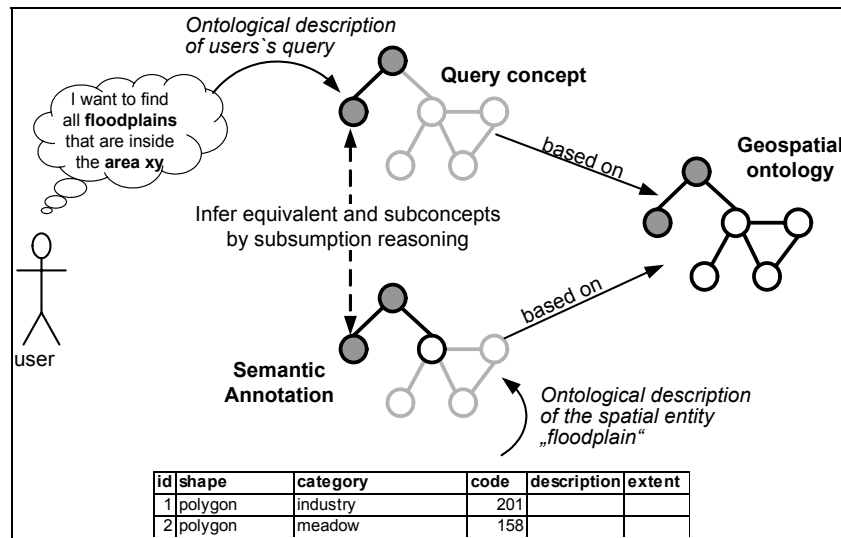 Ontological description
of users`s query
Query concept
I want to find
all floodplains
that are inside
the area xy
based on
Geospatial
ontology
Infer equivalent and subconcepts
by subsumption reasoning
based on
user
Semantic
Annotation
Ontological description
of the spatial entity
„floodplain“
id shape category code description extent
1 polygon industry 201
2 polygon meadow 158